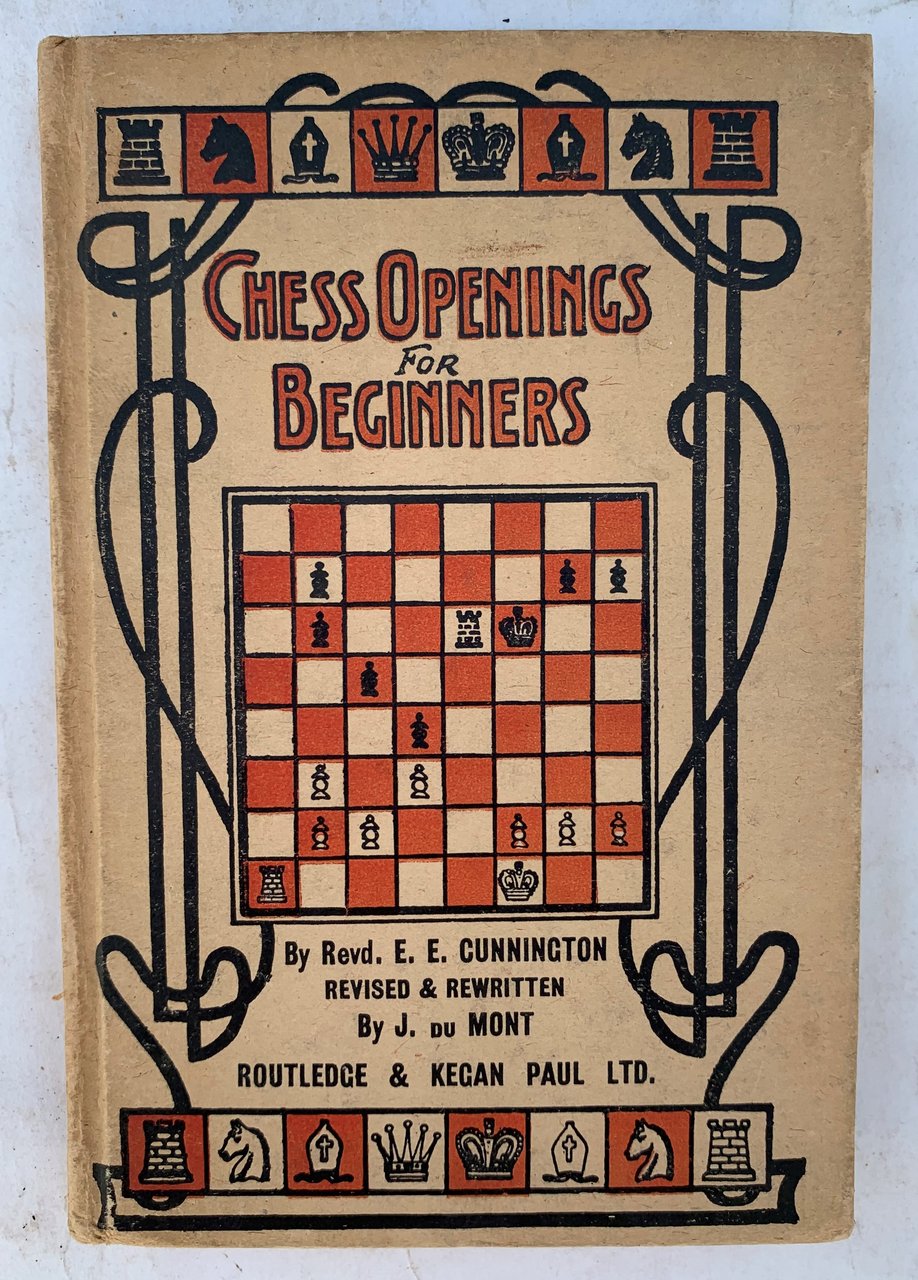 CHESS OPENINGS
FOR
BEGINNERS
By Revd. E. E. CUNNINGTON
REVISED & REWRITTEN
By J. DU MONT
ROUTLEDGE & KEGAN PAUL LTD.